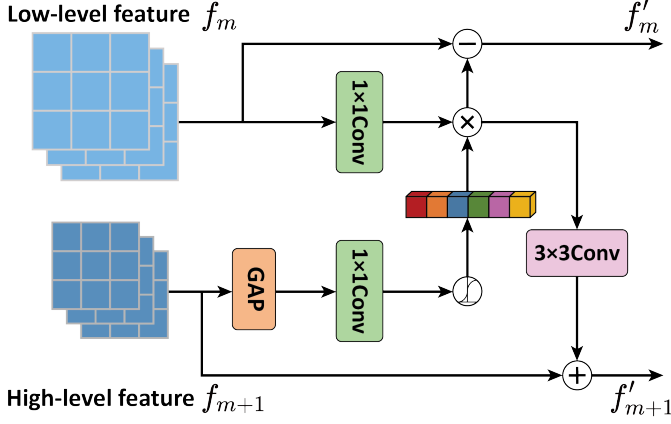 Low-level feature f_m
f'_m
−
1×1Conv
×
GAP
1×1Conv
3×3Conv
+
High-level feature f_{m+1}
f'_{m+1}